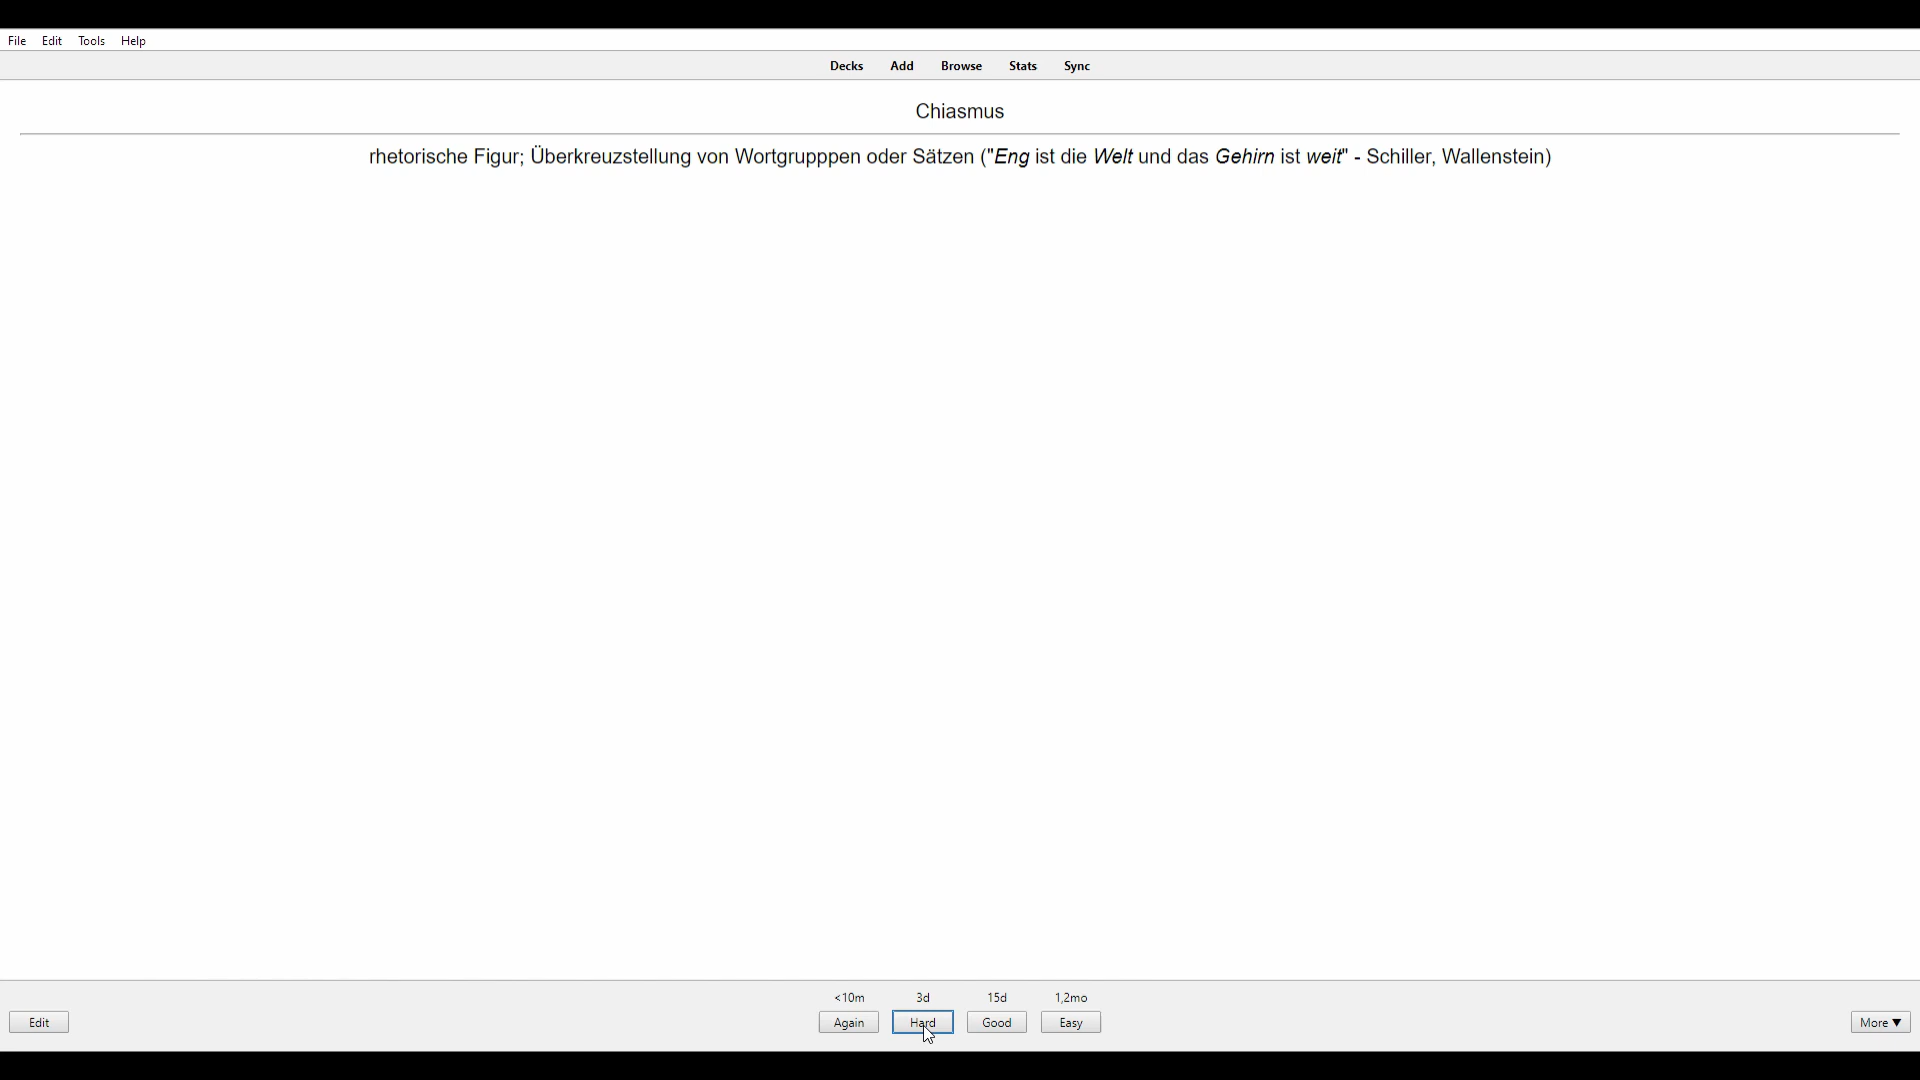 File Edit Tools Help
Decks Add Browse Stats Sync
Chiasmus
rhetorische Figur; Überkreuzstellung von Wortgrupppen oder Sätzen ("Eng ist die Welt und das Gehirn ist weit" - Schiller, Wallenstein)
<10m 3d 15d 1,2mo
Edit Again Hard Good Easy More ▼